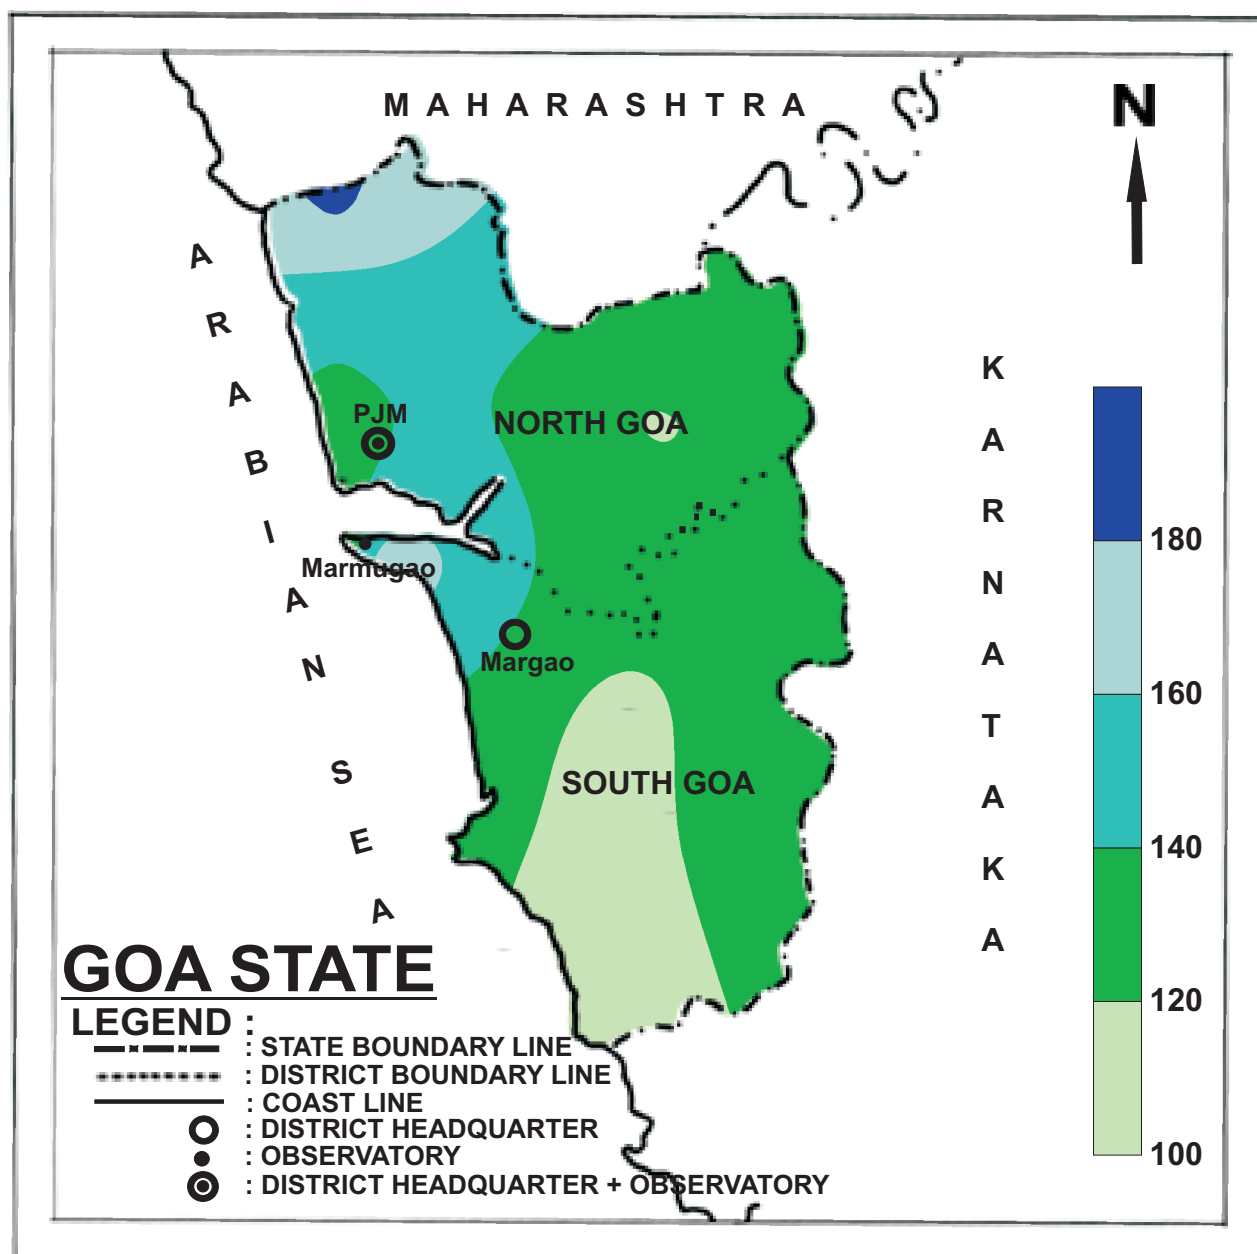 MAHARASHTRA
N
ARABIAN SEA
KARNATAKA
PJM
NORTH GOA
Marmugao
Margao
SOUTH GOA
180
160
140
120
100
GOA STATE
LEGEND :
: STATE BOUNDARY LINE
: DISTRICT BOUNDARY LINE
: COAST LINE
: DISTRICT HEADQUARTER
: OBSERVATORY
: DISTRICT HEADQUARTER + OBSERVATORY